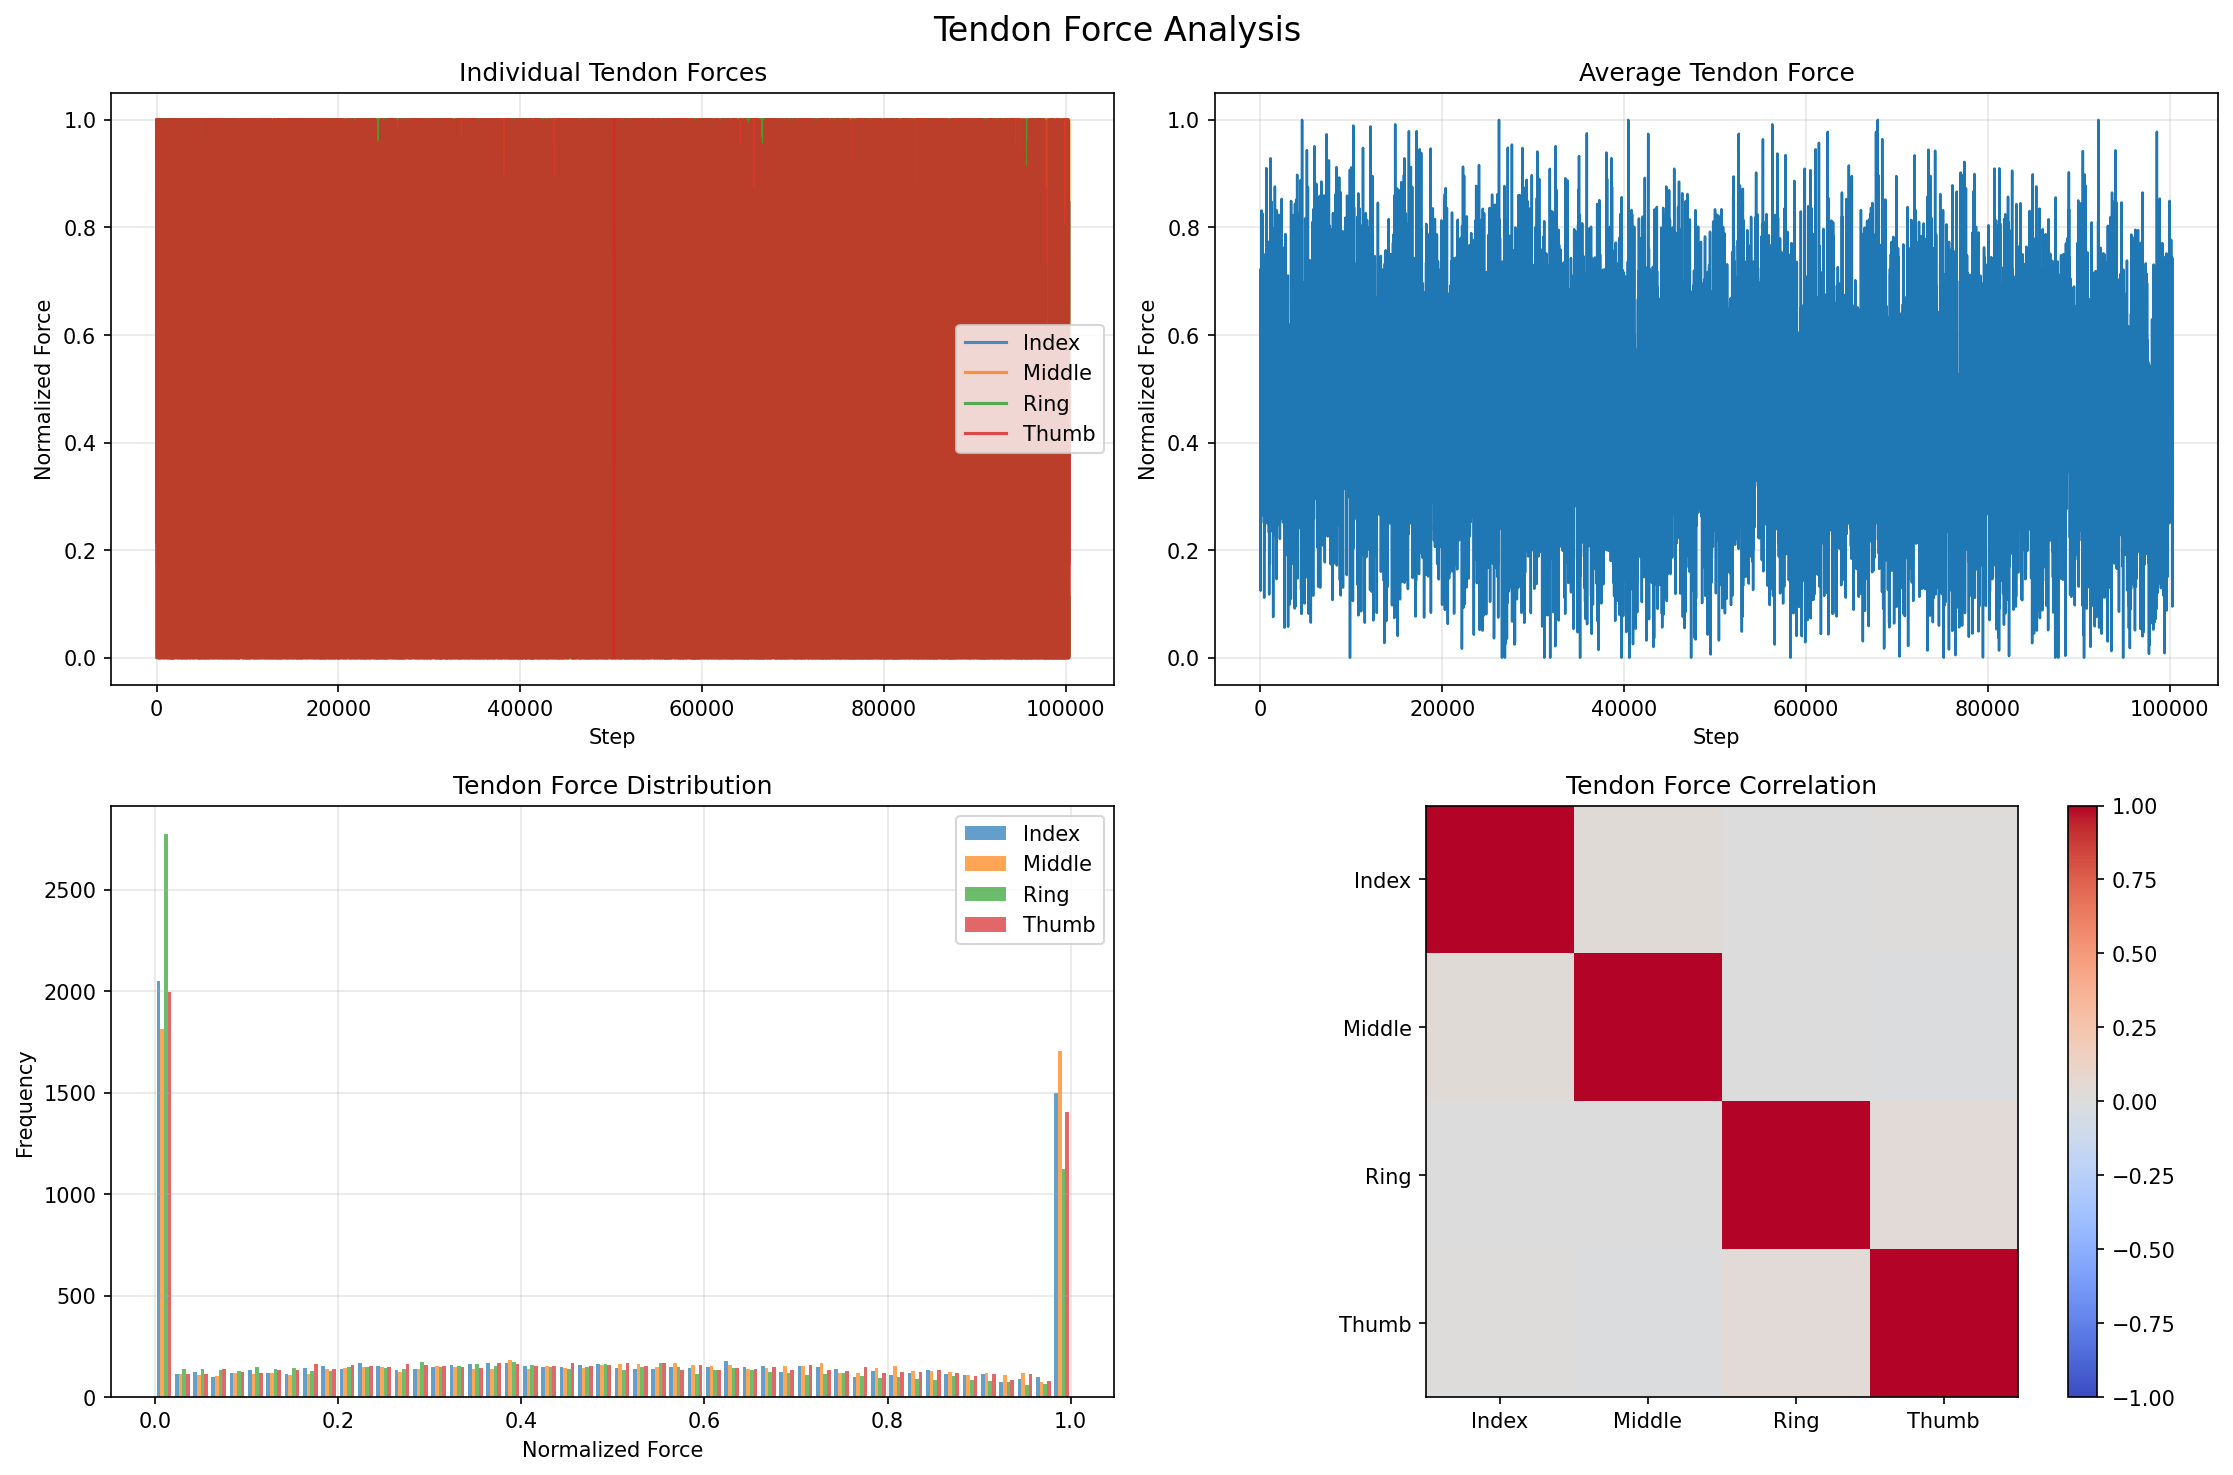 Tendon Force Analysis
Individual Tendon Forces
Normalized Force
1.0
0.8
0.6
0.4
0.2
0.0
Index
Middle
Ring
Thumb
0 20000 40000 60000 80000 100000
Step
Average Tendon Force
Normalized Force
1.0
0.8
0.6
0.4
0.2
0.0
0 20000 40000 60000 80000 100000
Step
Tendon Force Distribution
Frequency
2500
2000
1500
1000
500
0
Index
Middle
Ring
Thumb
0.0 0.2 0.4 0.6 0.8 1.0
Normalized Force
Tendon Force Correlation
Index
Middle
Ring
Thumb
Index Middle Ring Thumb
1.00
0.75
0.50
0.25
0.00
−0.25
−0.50
−0.75
−1.00